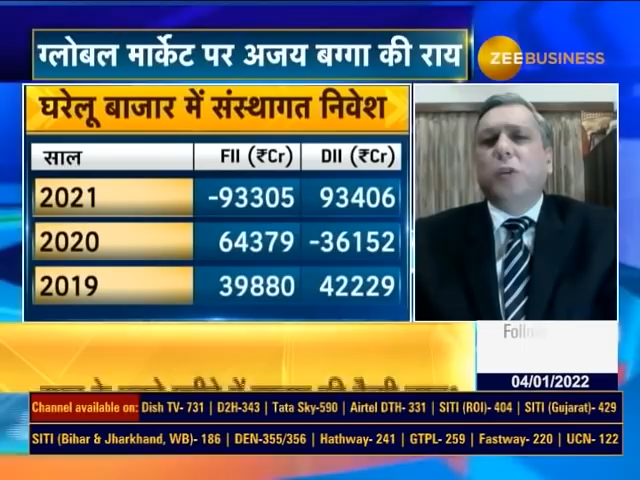 ग्लोबल मार्केट पर अजय बग्गा की राय
ZEE BUSINESS
घरेलू बाजार में संस्थागत निवेश
साल FII (₹Cr) DII (₹Cr)
2021 -93305 93406
2020 64379 -36152
2019 39880 42229
04/01/2022
Channel available on: Dish TV- 731 | D2H-343 | Tata Sky-590 | Airtel DTH- 331 | SITI (ROI)- 404 | SITI (Gujarat)- 429
SITI (Bihar & Jharkhand, WB)- 186 | DEN-355/356 | Hathway- 241 | GTPL- 259 | Fastway- 220 | UCN- 122